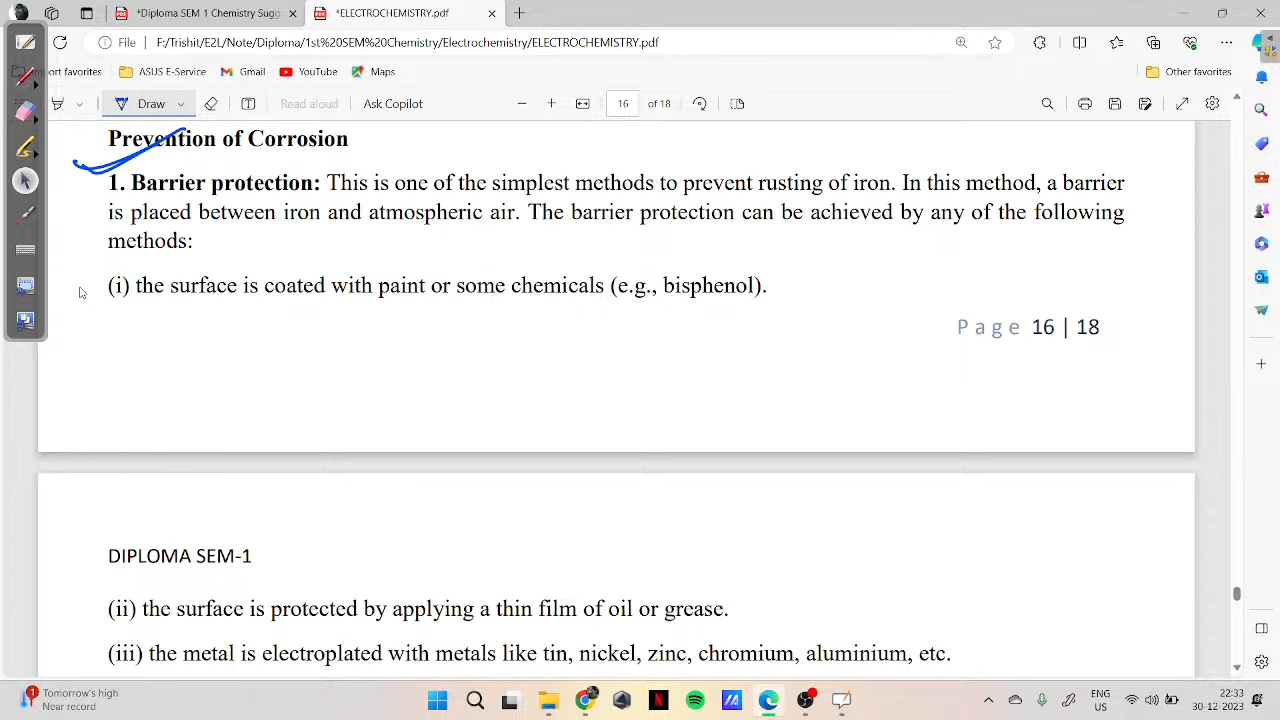 *Diploma SEM 1 Chemistry Sugg
*ELECTROCHEMISTRY.pdf
File F:/Trishit/E2L/Note/Diploma/1st%20SEM%20Chemistry/Electrochemistry/ELECTROCHEMISTRY.pdf
mport favorites ASUS E-Service Gmail YouTube Maps Other favorites
Draw Read aloud Ask Copilot 16 of 18
Prevention of Corrosion
1. Barrier protection: This is one of the simplest methods to prevent rusting of iron. In this method, a barrier
is placed between iron and atmospheric air. The barrier protection can be achieved by any of the following
methods:
(i) the surface is coated with paint or some chemicals (e.g., bisphenol).
Page 16 | 18
DIPLOMA SEM-1
(ii) the surface is protected by applying a thin film of oil or grease.
(iii) the metal is electroplated with metals like tin, nickel, zinc, chromium, aluminium, etc.
1 Tomorrow's high
Near record
ENG
22:33
30-12-2023